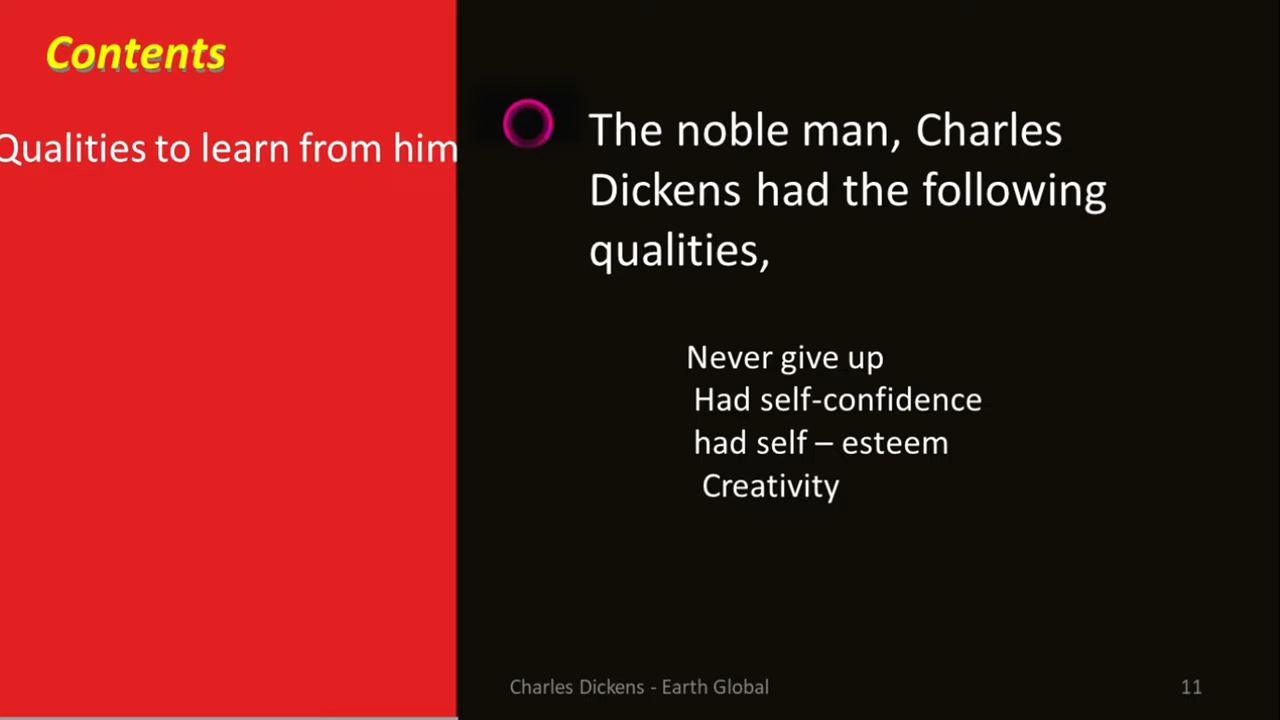 Contents
Qualities to learn from him
The noble man, Charles
Dickens had the following
qualities,
Never give up
Had self-confidence
had self – esteem
Creativity
Charles Dickens - Earth Global
11